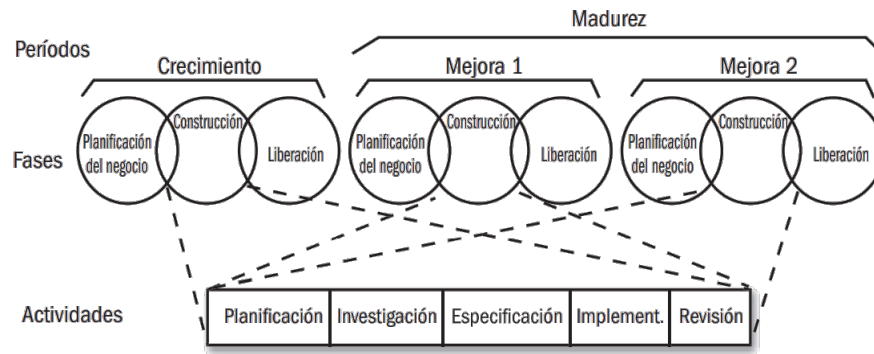 Madurez
Períodos
Crecimiento
Mejora 1
Mejora 2
Fases
Planificación
del negocio
Construcción
Liberación
Planificación
del negocio
Construcción
Liberación
Planificación
del negocio
Construcción
Liberación
Actividades
Planificación
Investigación
Especificación
Implement.
Revisión